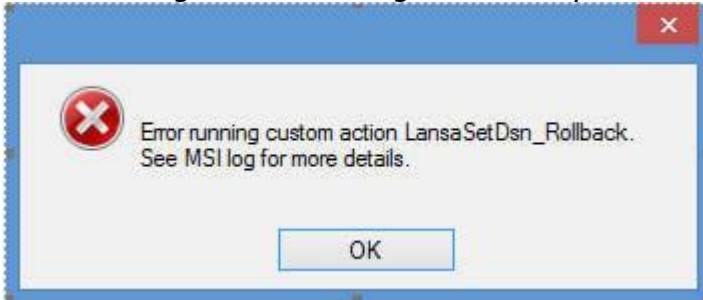 Error running custom action LansaSetDsn_Rollback.
See MSI log for more details.
OK